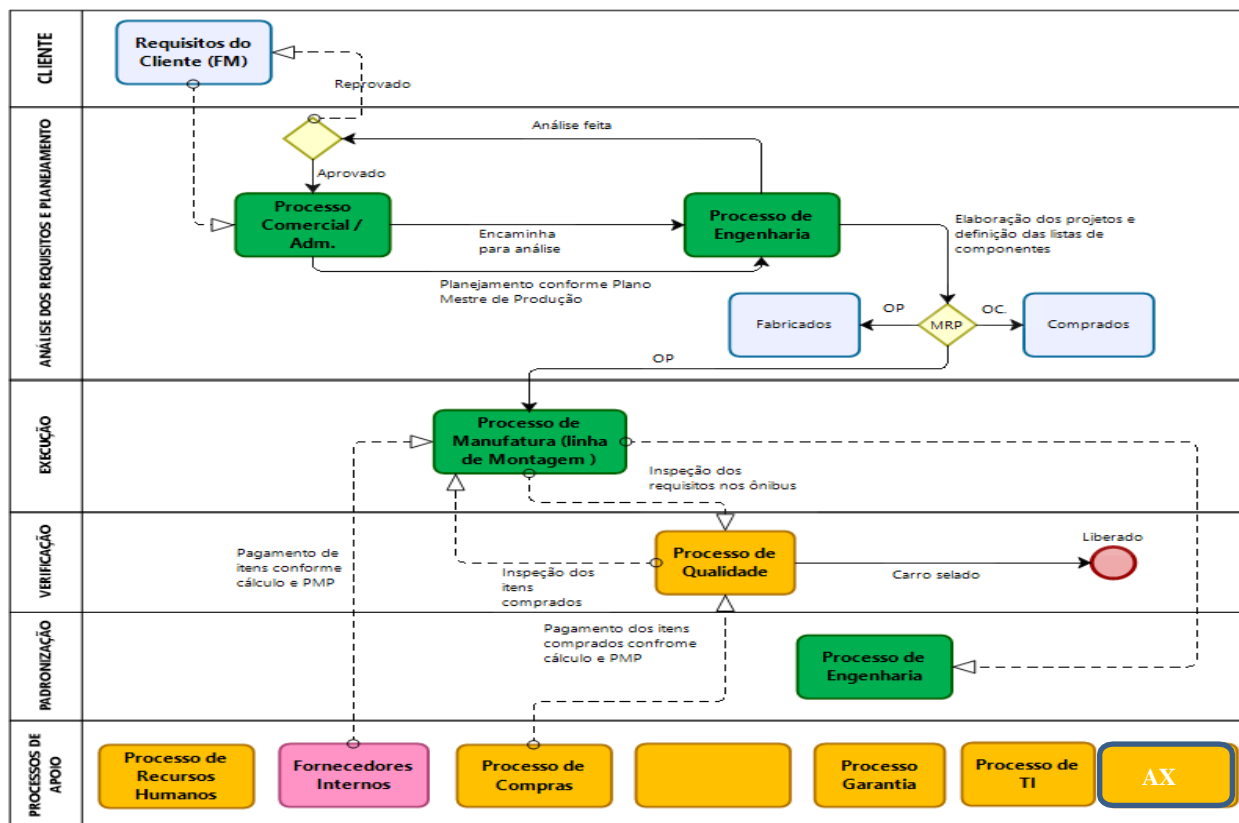 CLIENTE
Requisitos do
Cliente (FM)
Reprovado
ANÁLISE DOS REQUISITOS E PLANEJAMENTO
Análise feita
Aprovado
Processo
Comercial /
Adm.
Encaminha
para análise
Processo de
Engenharia
Elaboração dos projetos e
definição das listas de
componentes
Planejamento conforme Plano
Mestre de Produção
Fabricados
OP
MRP
OC.
Comprados
OP
EXECUÇÃO
Processo de
Manufatura (linha
de Montagem )
Inspeção dos
requisitos nos ônibus
VERIFICAÇÃO
Pagamento de
itens conforme
cálculo e PMP
Inspeção dos
itens
comprados
Processo de
Qualidade
Carro selado
Liberado
PADRONIZAÇÃO
Pagamento dos itens
comprados confrome
cálculo e PMP
Processo de
Engenharia
PROCESSOS DE
APOIO
Processo de
Recursos
Humanos
Fornecedores
Internos
Processo de
Compras
Processo
Garantia
Processo de
TI
AX